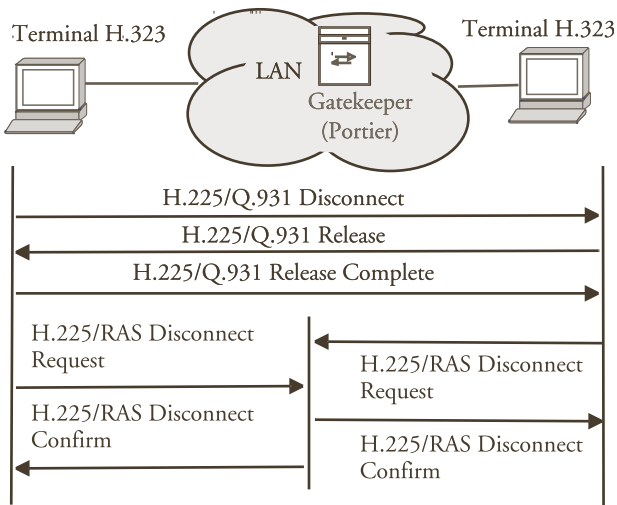 Terminal H.323
Terminal H.323
LAN
Gatekeeper
(Portier)
H.225/Q.931 Disconnect
H.225/Q.931 Release
H.225/Q.931 Release Complete
H.225/RAS Disconnect
Request
H.225/RAS Disconnect
Request
H.225/RAS Disconnect
Confirm
H.225/RAS Disconnect
Confirm